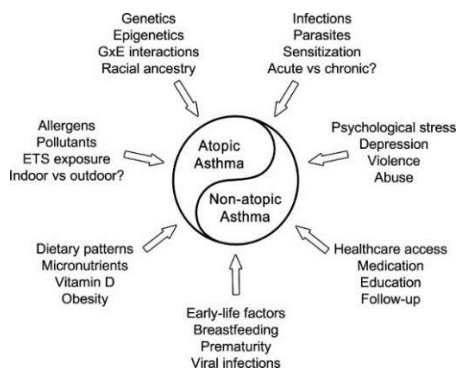 Genetics
Epigenetics
GxE interactions
Racial ancestry
Infections
Parasites
Sensitization
Acute vs chronic?
Allergens
Pollutants
ETS exposure
Indoor vs outdoor?
Atopic
Asthma
Non-atopic
Asthma
Psychological stress
Depression
Violence
Abuse
Dietary patterns
Micronutrients
Vitamin D
Obesity
Early-life factors
Breastfeeding
Prematurity
Viral infections
Healthcare access
Medication
Education
Follow-up